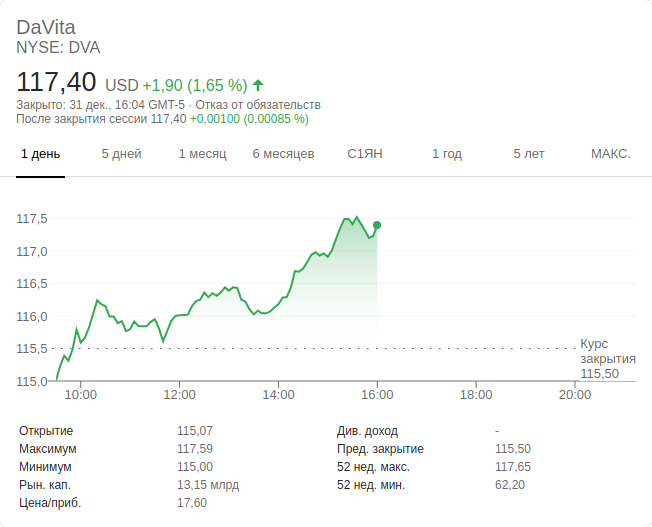 DaVita
NYSE: DVA
117,40 USD +1,90 (1,65 %)
Закрыто: 31 дек., 16:04 GMT-5 · Отказ от обязательств
После закрытия сессии 117,40 +0,00100 (0,00085 %)
1 день 5 дней 1 месяц 6 месяцев С1ЯН 1 год 5 лет МАКС.
117,5
117,0
116,5
116,0
115,5
115,0
Курс
закрытия
115,50
10:00 12:00 14:00 16:00 18:00 20:00
Открытие 115,07 Див. доход -
Максимум 117,59 Пред. закрытие 115,50
Минимум 115,00 52 нед. макс. 117,65
Рын. кап. 13,15 млрд 52 нед. мин. 62,20
Цена/приб. 17,60